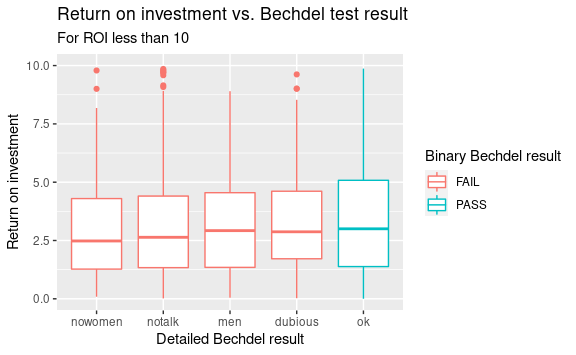 Return on investment vs. Bechdel test result
For ROI less than 10
Return on investment
10.0
7.5
5.0
2.5
0.0
nowomen notalk men dubious ok
Detailed Bechdel result
Binary Bechdel result
FAIL
PASS